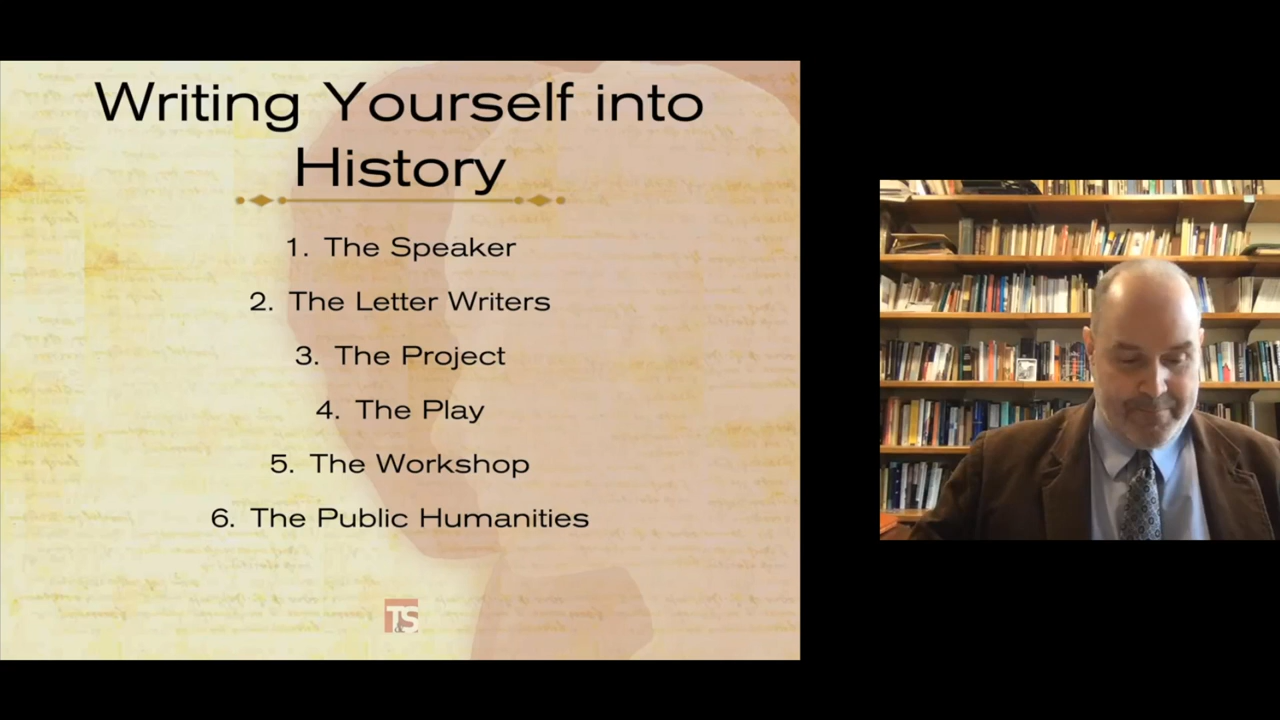 Writing Yourself into
History
1. The Speaker
2. The Letter Writers
3. The Project
4. The Play
5. The Workshop
6. The Public Humanities
T&S